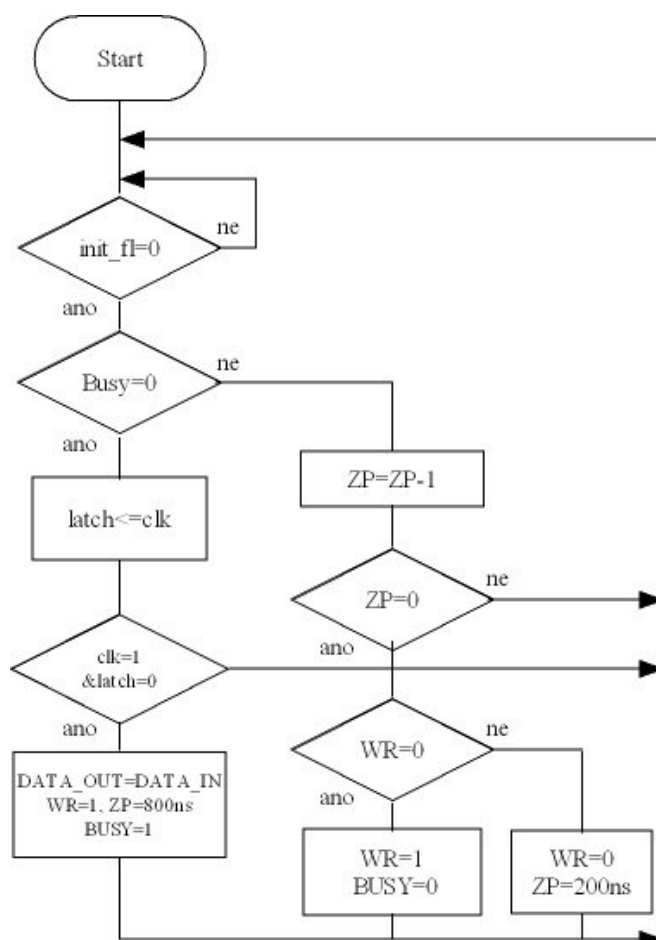 Start
init_fl=0
ne
ano
Busy=0
ne
ano
latch<=clk
ZP=ZP-1
ZP=0
ne
ano
clk=1
&latch=0
ano
WR=0
ne
ano
DATA_OUT=DATA_IN
WR=1, ZP=800ns
BUSY=1
WR=1
BUSY=0
WR=0
ZP=200ns